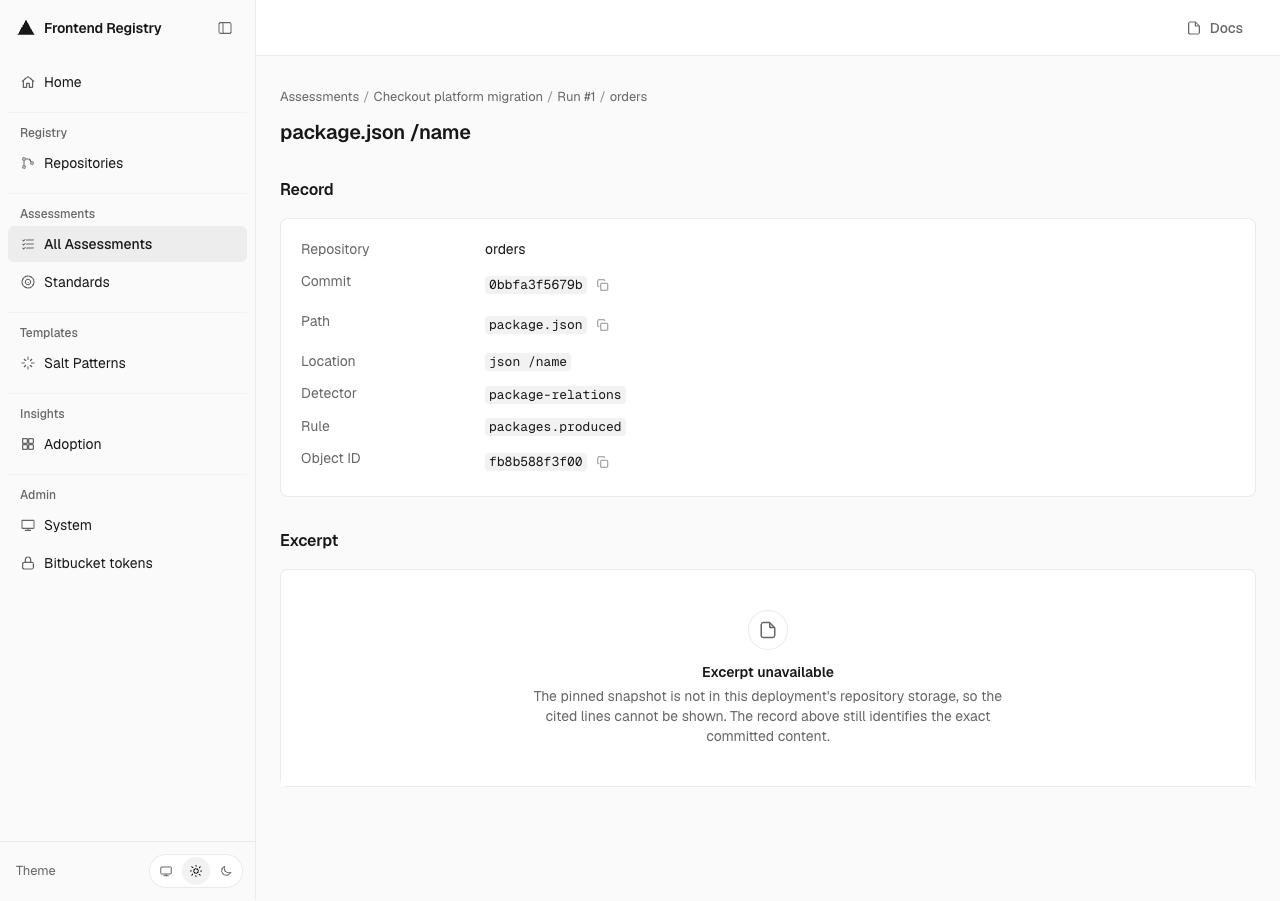 Frontend Registry
Docs
Home
Registry
Repositories
Assessments
All Assessments
Standards
Templates
Salt Patterns
Insights
Adoption
Admin
System
Bitbucket tokens
Theme
Assessments / Checkout platform migration / Run #1 / orders
package.json /name
Record
Repository orders
Commit 0bbfa3f5679b
Path package.json
Location json /name
Detector package-relations
Rule packages.produced
Object ID fb8b588f3f00
Excerpt
Excerpt unavailable
The pinned snapshot is not in this deployment's repository storage, so the
cited lines cannot be shown. The record above still identifies the exact
committed content.